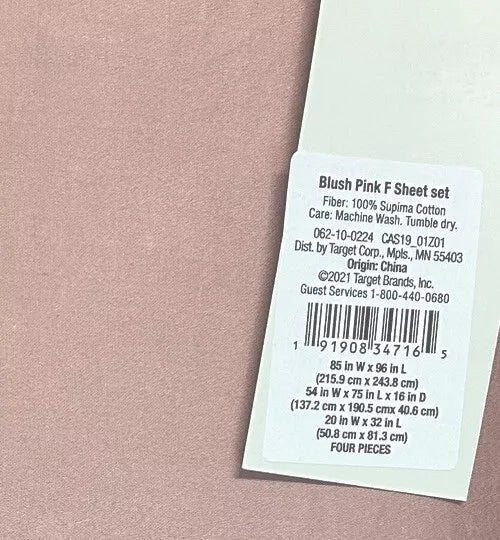 Blush Pink F Sheet set
Fiber: 100% Supima Cotton
Care: Machine Wash. Tumble dry.
062-10-0224 CAS19_01Z01
Dist. by Target Corp., Mpls., MN 55403
Origin: China
©2021 Target Brands, Inc.
Guest Services 1-800-440-0680
1 91908 34716 5
85 in W x 96 in L
(215.9 cm x 243.8 cm)
54 in W x 75 in L x 16 in D
(137.2 cm x 190.5 cmx 40.6 cm)
20 in W x 32 in L
(50.8 cm x 81.3 cm)
FOUR PIECES